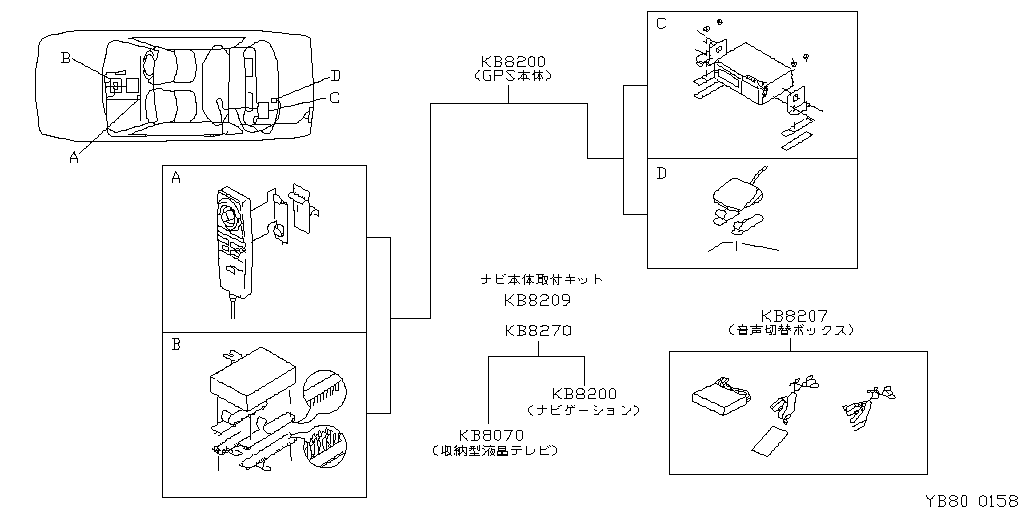 B
A
D
C
KB8200
(GPS本体)
C
D
A
B
ナビ本体取付キット
KB8209
KB8270
KB8200
(ナビゲーション)
KB8070
(収納型液晶テレビ)
KB8207
(音声切替ボックス)
YB80 0158